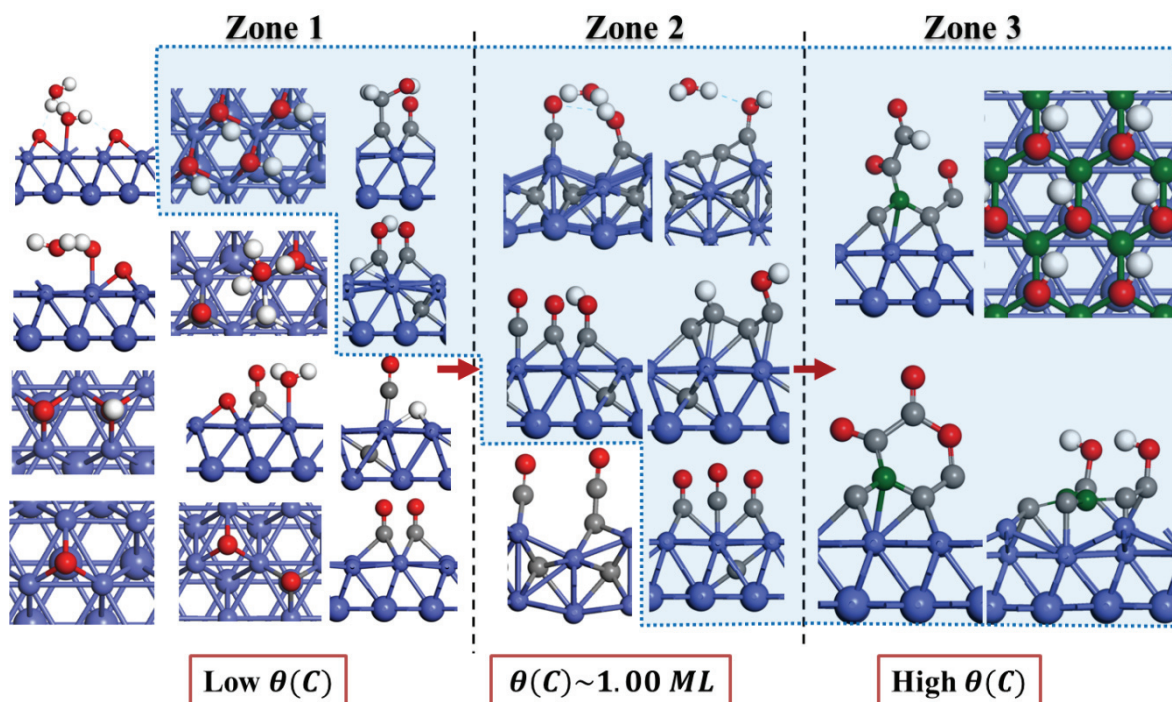 Zone 1
Zone 2
Zone 3
Low θ(C)
θ(C)~1.00 ML
High θ(C)